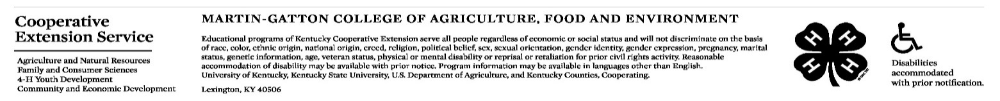 Cooperative
Extension Service
Agriculture and Natural Resources
Family and Consumer Sciences
4-H Youth Development
Community and Economic Development
MARTIN-GATTON COLLEGE OF AGRICULTURE, FOOD AND ENVIRONMENT
Educational programs of Kentucky Cooperative Extension serve all people regardless of economic or social status and will not discriminate on the basis
of race, color, ethnic origin, national origin, creed, religion, political belief, sex, sexual orientation, gender identity, gender expression, pregnancy, marital
status, genetic information, age, veteran status, physical or mental disability or reprisal or retaliation for prior civil rights activity. Reasonable
accommodation of disability may be available with prior notice. Program information may be available in languages other than English.
University of Kentucky, Kentucky State University, U.S. Department of Agriculture, and Kentucky Counties, Cooperating.
Lexington, KY 40506
H H
H H
Disabilities
accommodated
with prior notification.